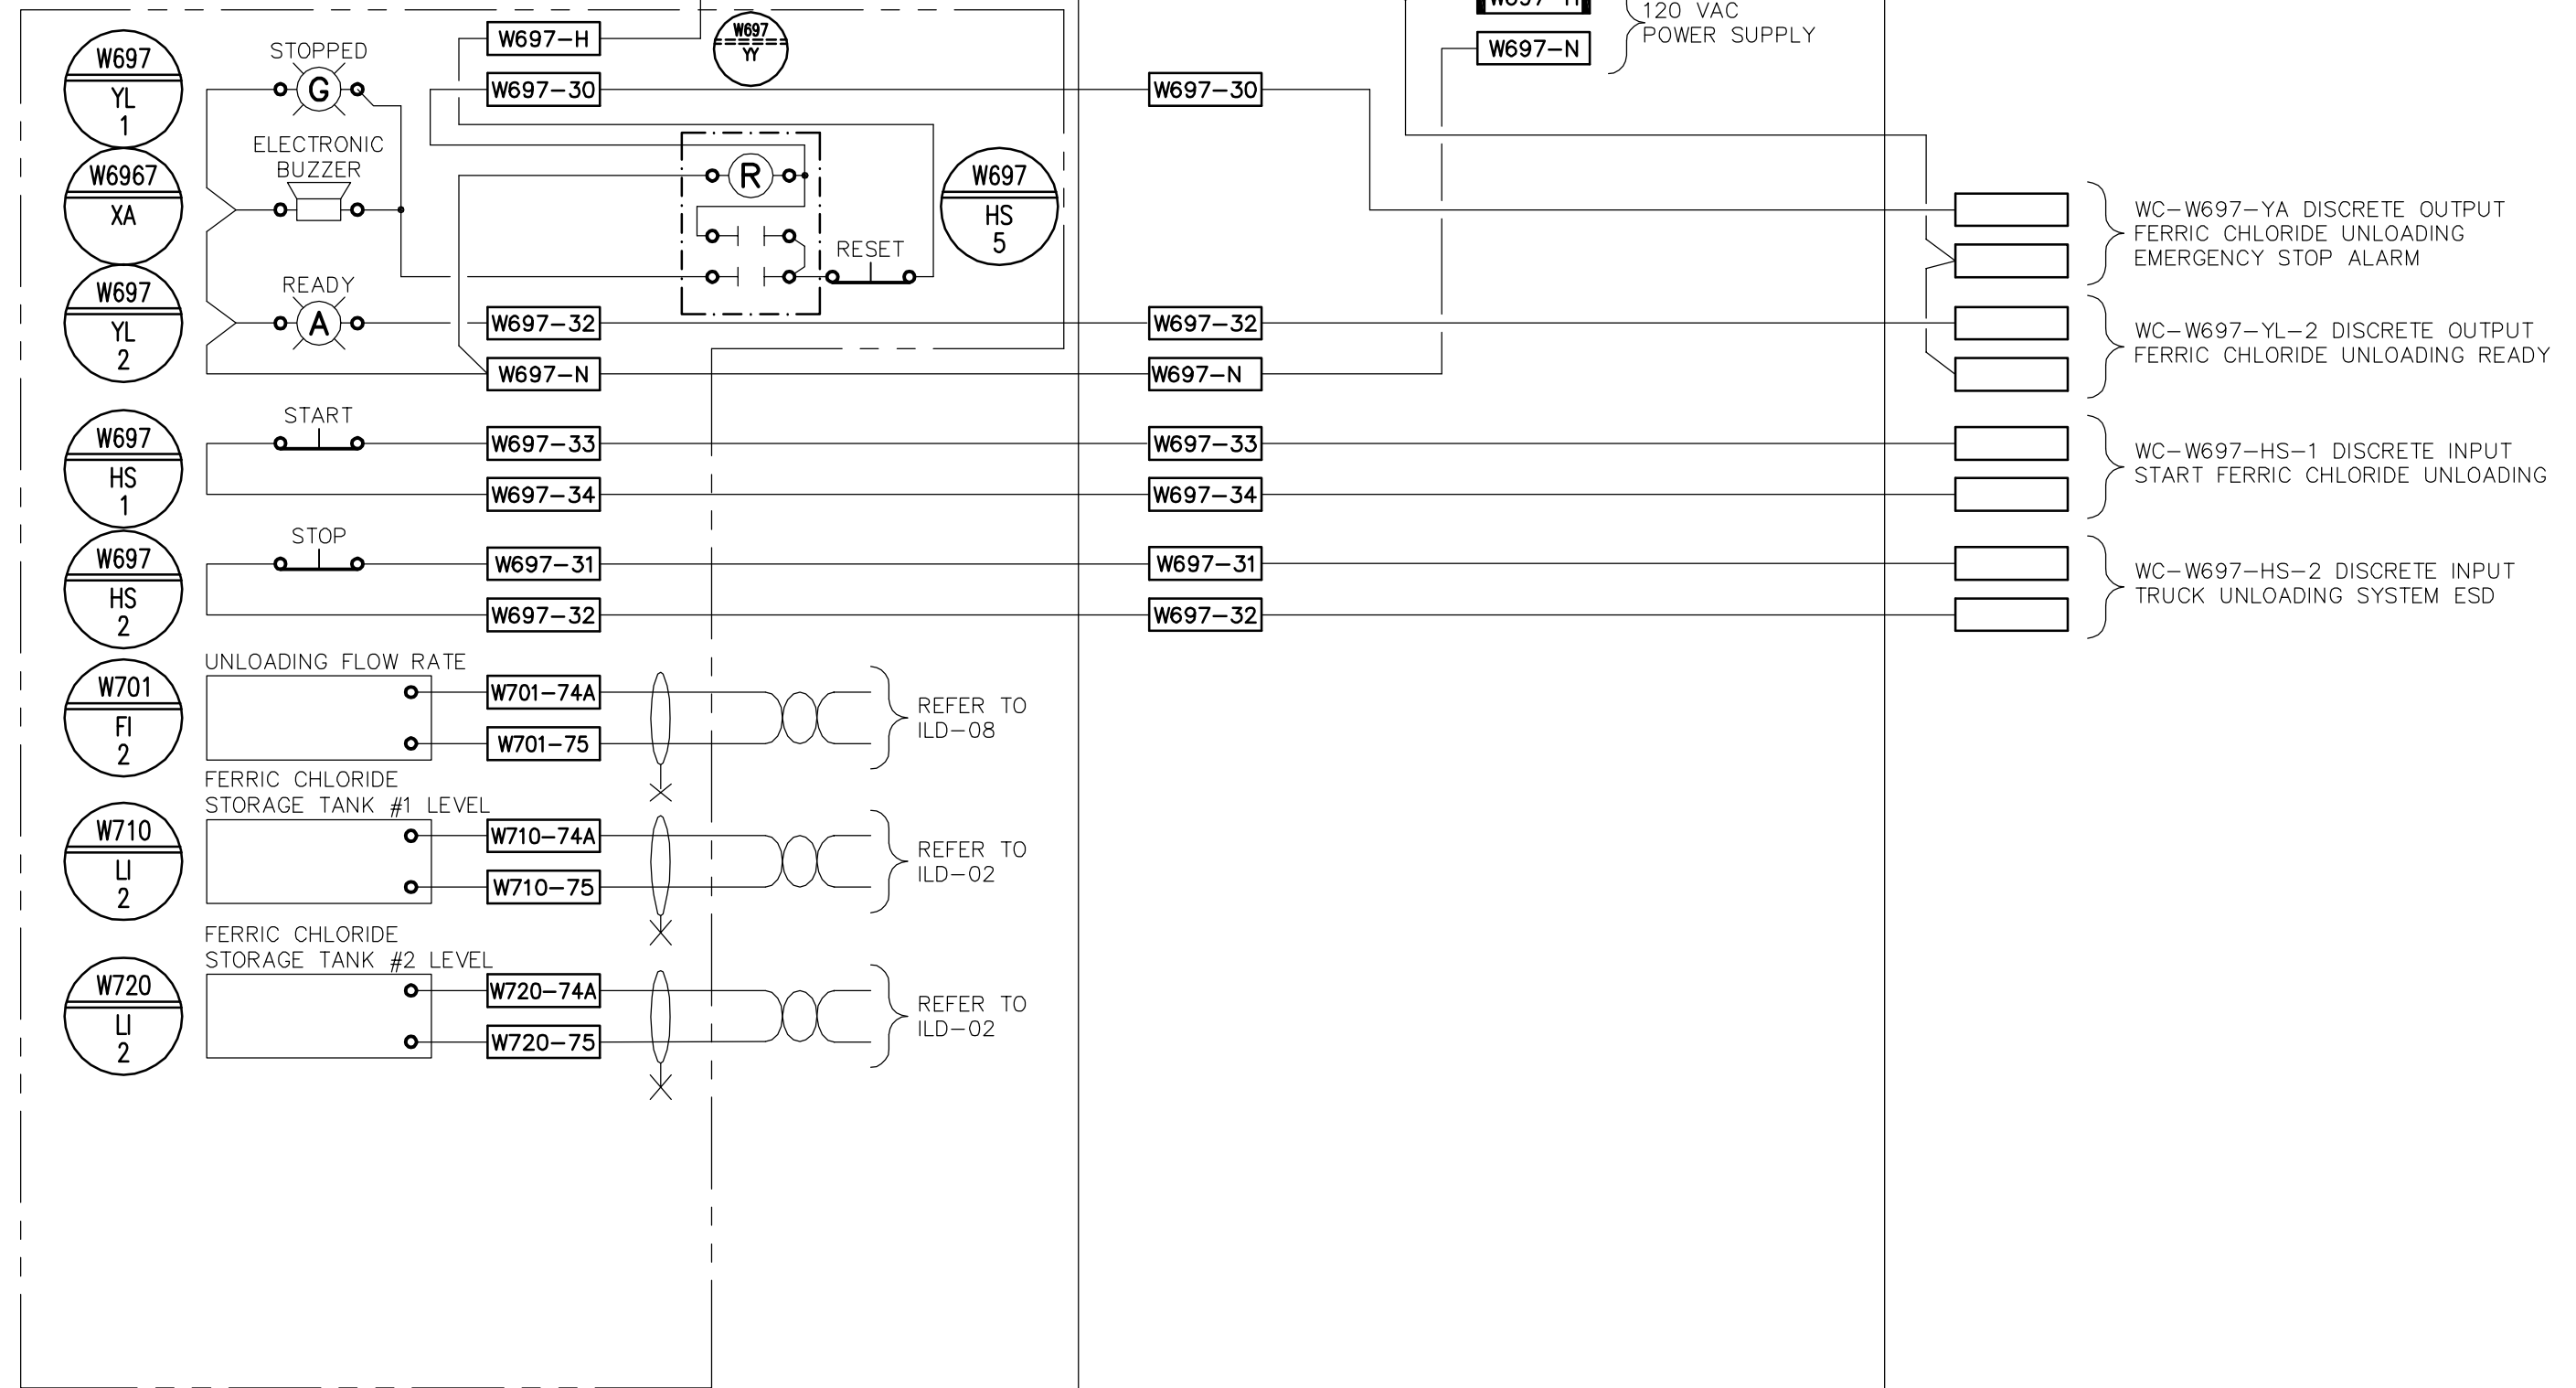 W697-H
120 VAC
POWER SUPPLY
W697-H
W697
YY
W697-N
W697
YL
1
STOPPED
G
W697-30
W697-30
ELECTRONIC
BUZZER
W6967
XA
R
W697
HS
5
RESET
WC-W697-YA DISCRETE OUTPUT
FERRIC CHLORIDE UNLOADING
EMERGENCY STOP ALARM
W697
YL
2
READY
A
W697-32
W697-32
WC-W697-YL-2 DISCRETE OUTPUT
FERRIC CHLORIDE UNLOADING READY
W697-N
W697-N
W697
HS
1
START
W697-33
W697-33
WC-W697-HS-1 DISCRETE INPUT
START FERRIC CHLORIDE UNLOADING
W697-34
W697-34
W697
HS
2
STOP
W697-31
W697-31
WC-W697-HS-2 DISCRETE INPUT
TRUCK UNLOADING SYSTEM ESD
W697-32
W697-32
UNLOADING FLOW RATE
W701
FI
2
W701-74A
W701-75
REFER TO
ILD-08
FERRIC CHLORIDE
STORAGE TANK #1 LEVEL
W710
LI
2
W710-74A
W710-75
REFER TO
ILD-02
FERRIC CHLORIDE
STORAGE TANK #2 LEVEL
W720
LI
2
W720-74A
W720-75
REFER TO
ILD-02